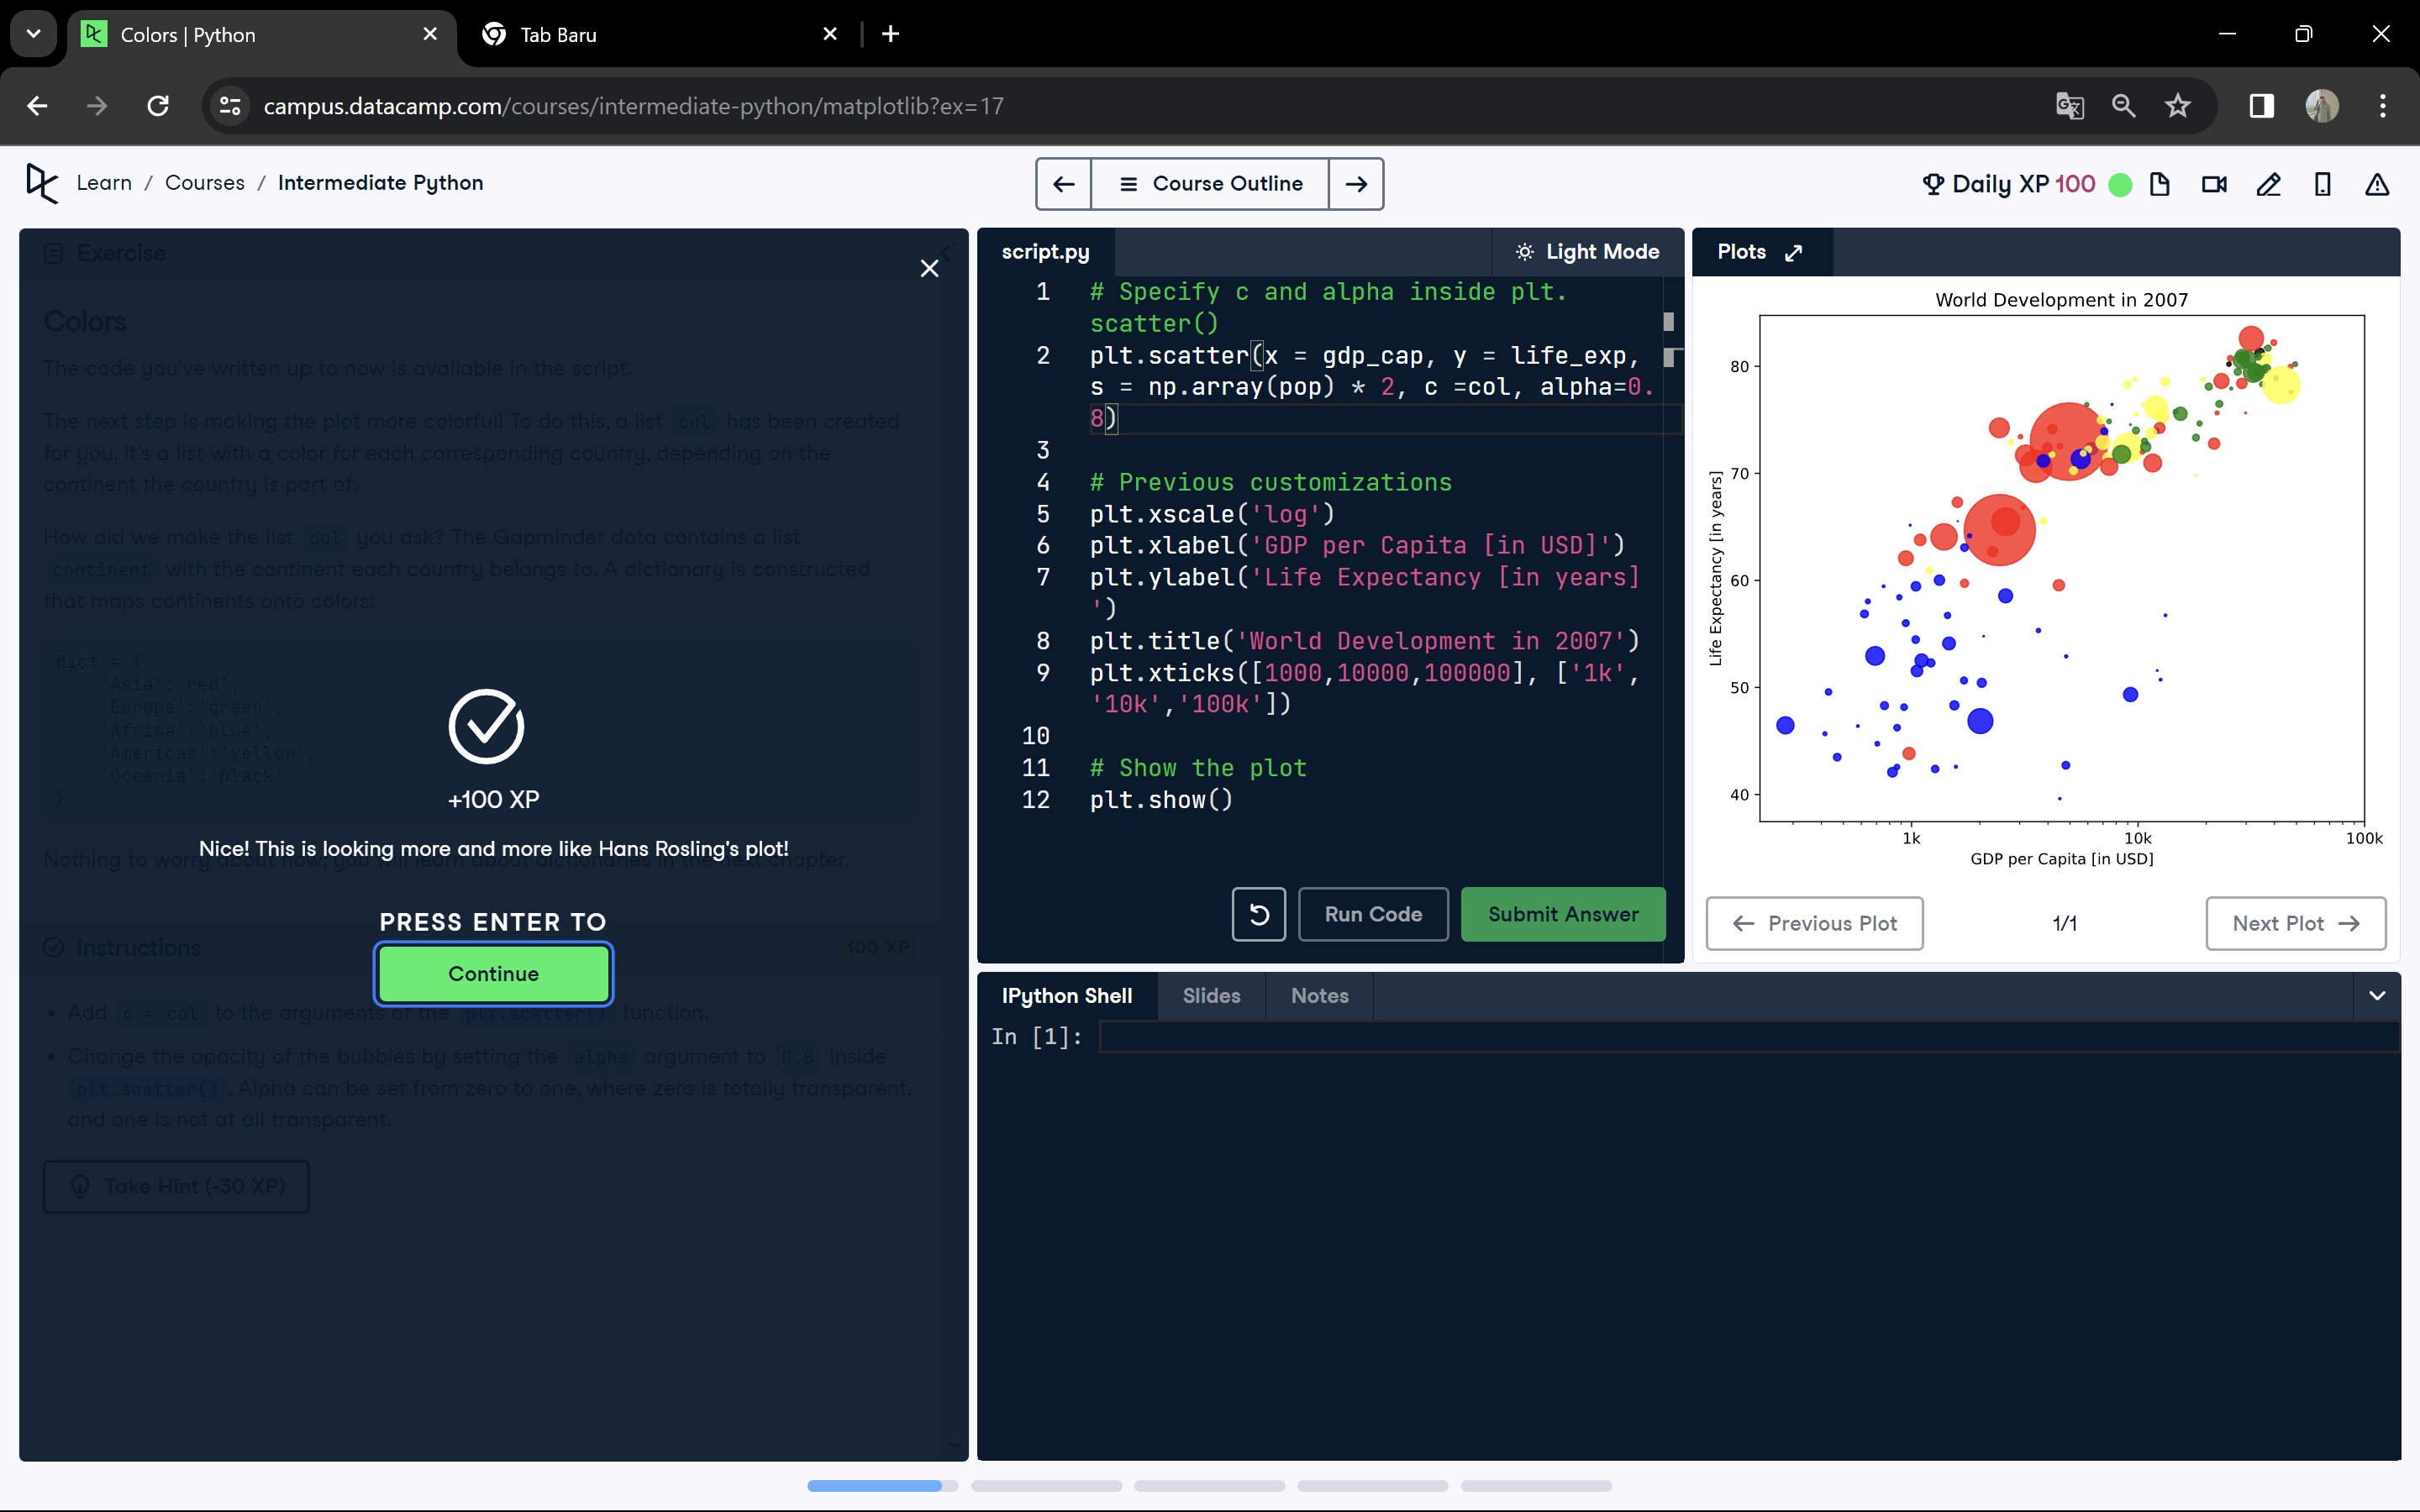 Colors | Python
Tab Baru
campus.datacamp.com/courses/intermediate-python/matplotlib?ex=17
Learn / Courses / Intermediate Python
Course Outline
Daily XP 100
Exercise
Colors
The code you've written up to now is available in the script.
The next step is making the plot more colorful! To do this, a list col has been created
for you. It's a list with a color for each corresponding country, depending on the
continent the country is part of.
How did we make the list col you ask? The Gapminder data contains a list
continent with the continent each country belongs to. A dictionary is constructed
that maps continents onto colors:
dict = {
'Asia':'red',
'Europe':'green',
'Africa':'blue',
'Americas':'yellow',
'Oceania':'black'
}
+100 XP
Nice! This is looking more and more like Hans Rosling's plot!
Nothing to worry about now; you will learn about dictionaries in the next chapter.
PRESS ENTER TO
Continue
Instructions
100 XP
• Add c = col to the arguments of the plt.scatter() function.
• Change the opacity of the bubbles by setting the alpha argument to 0.8 inside
plt.scatter() . Alpha can be set from zero to one, where zero is totally transparent,
and one is not at all transparent.
Take Hint (-30 XP)
script.py
Light Mode
1 # Specify c and alpha inside plt.
scatter()
2 plt.scatter(x = gdp_cap, y = life_exp,
s = np.array(pop) * 2, c =col, alpha=0.
8)
3
4 # Previous customizations
5 plt.xscale('log')
6 plt.xlabel('GDP per Capita [in USD]')
7 plt.ylabel('Life Expectancy [in years]
')
8 plt.title('World Development in 2007')
9 plt.xticks([1000,10000,100000], ['1k',
'10k','100k'])
10
11 # Show the plot
12 plt.show()
Run Code
Submit Answer
Plots
World Development in 2007
80
70
60
50
40
Life Expectancy [in years]
1k 10k 100k
GDP per Capita [in USD]
Previous Plot
1/1
Next Plot
IPython Shell
Slides
Notes
In [1]: